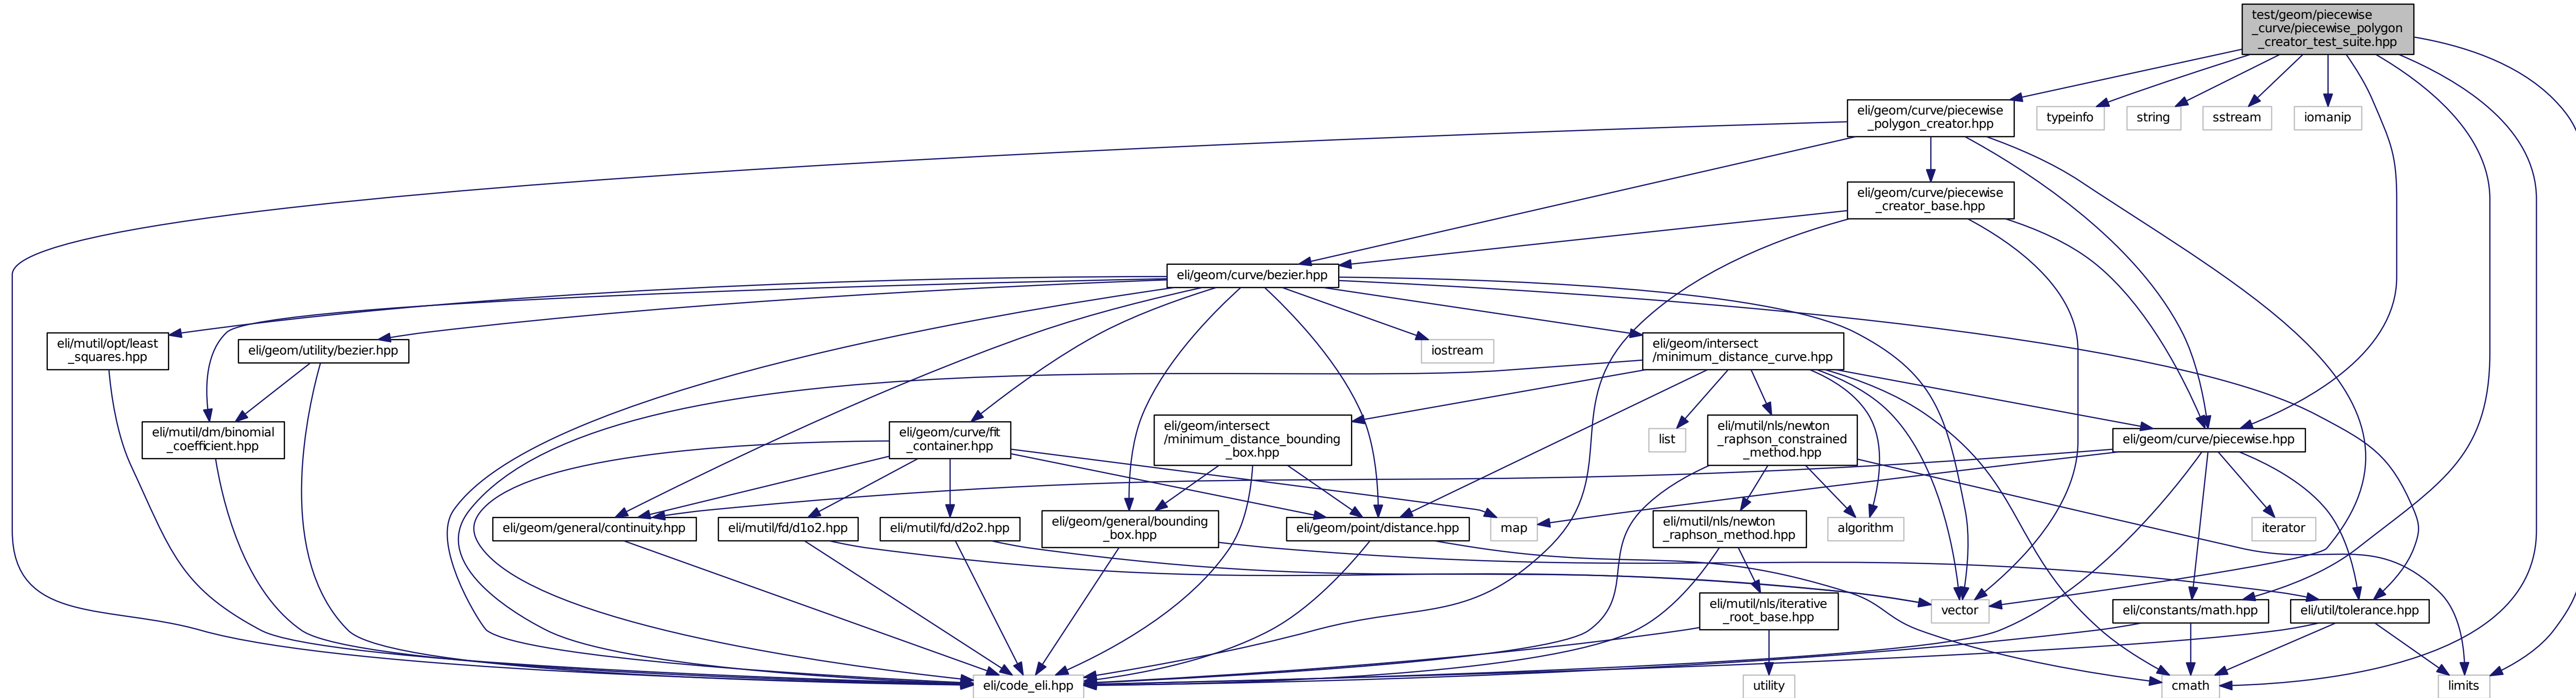 test/geom/piecewise
_curve/piecewise_polygon
_creator_test_suite.hpp
eli/geom/curve/piecewise
_polygon_creator.hpp
typeinfo
string
sstream
iomanip
eli/geom/curve/piecewise
_creator_base.hpp
eli/geom/curve/bezier.hpp
eli/mutil/opt/least
_squares.hpp
eli/geom/utility/bezier.hpp
iostream
eli/geom/intersect
/minimum_distance_curve.hpp
eli/mutil/dm/binomial
_coefficient.hpp
eli/geom/curve/fit
_container.hpp
eli/geom/intersect
/minimum_distance_bounding
_box.hpp
list
eli/mutil/nls/newton
_raphson_constrained
_method.hpp
eli/geom/curve/piecewise.hpp
eli/geom/general/continuity.hpp
eli/mutil/fd/d1o2.hpp
eli/mutil/fd/d2o2.hpp
eli/geom/general/bounding
_box.hpp
eli/geom/point/distance.hpp
map
eli/mutil/nls/newton
_raphson_method.hpp
algorithm
iterator
eli/mutil/nls/iterative
_root_base.hpp
vector
eli/constants/math.hpp
eli/util/tolerance.hpp
eli/code_eli.hpp
utility
cmath
limits